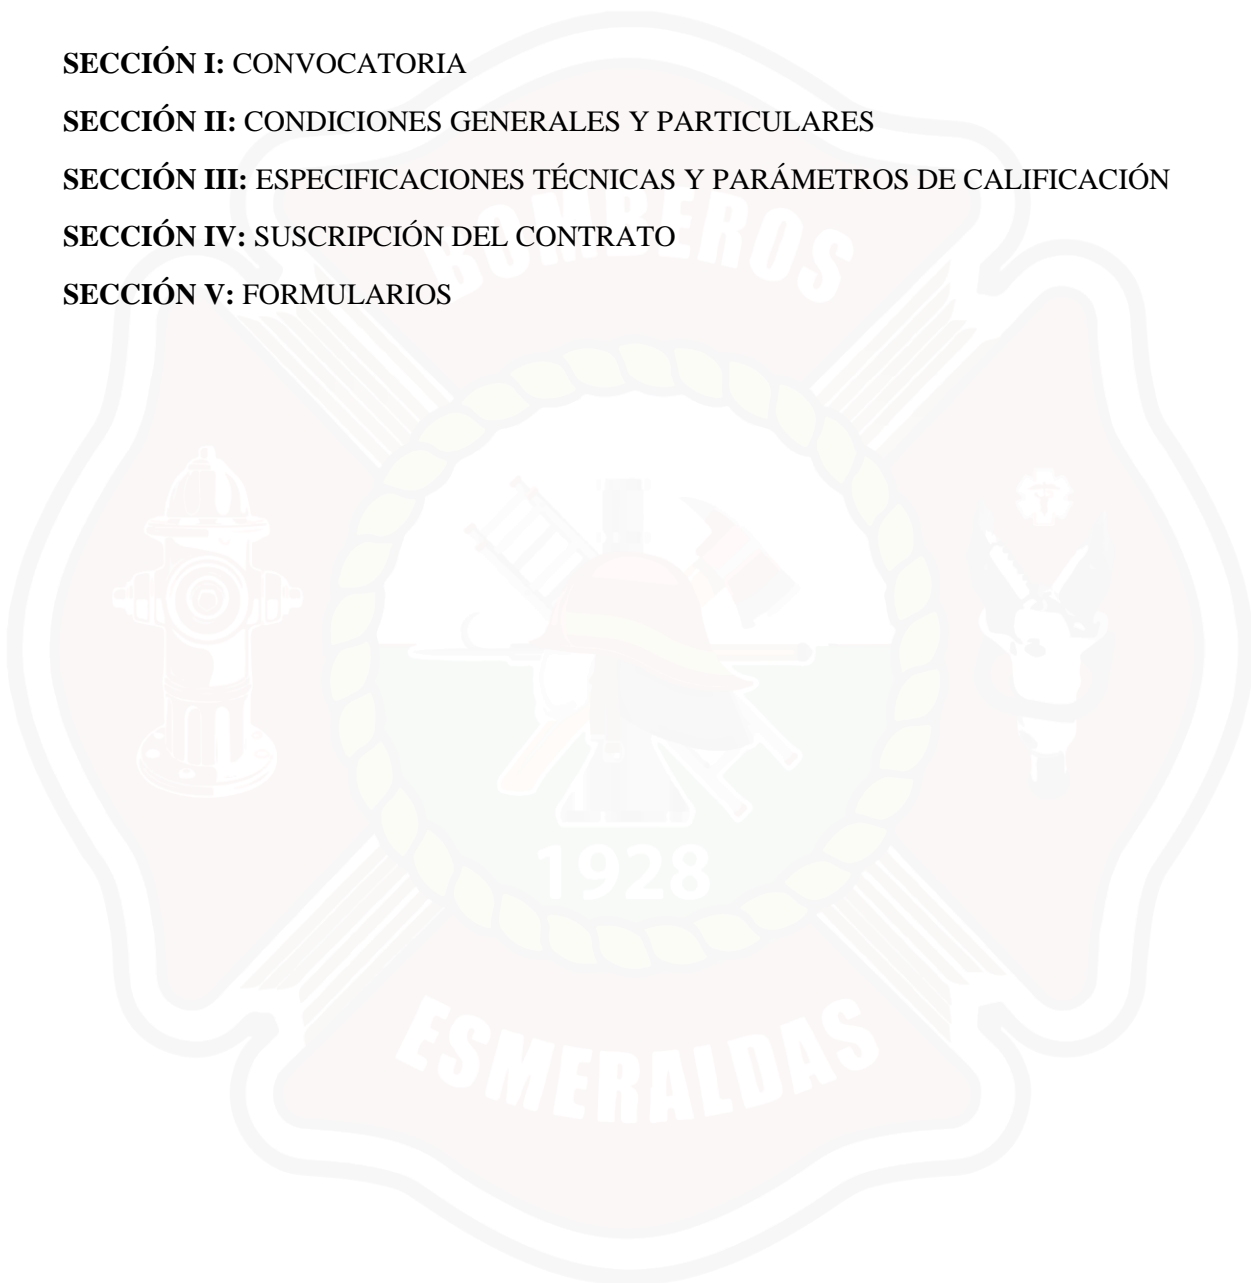 SECCIÓN I: CONVOCATORIA
SECCIÓN II: CONDICIONES GENERALES Y PARTICULARES
SECCIÓN III: ESPECIFICACIONES TÉCNICAS Y PARÁMETROS DE CALIFICACIÓN
BOMBEROS
SECCIÓN IV: SUSCRIPCIÓN DEL CONTRATO
SECCIÓN V: FORMULARIOS
1928
ESMERALDAS